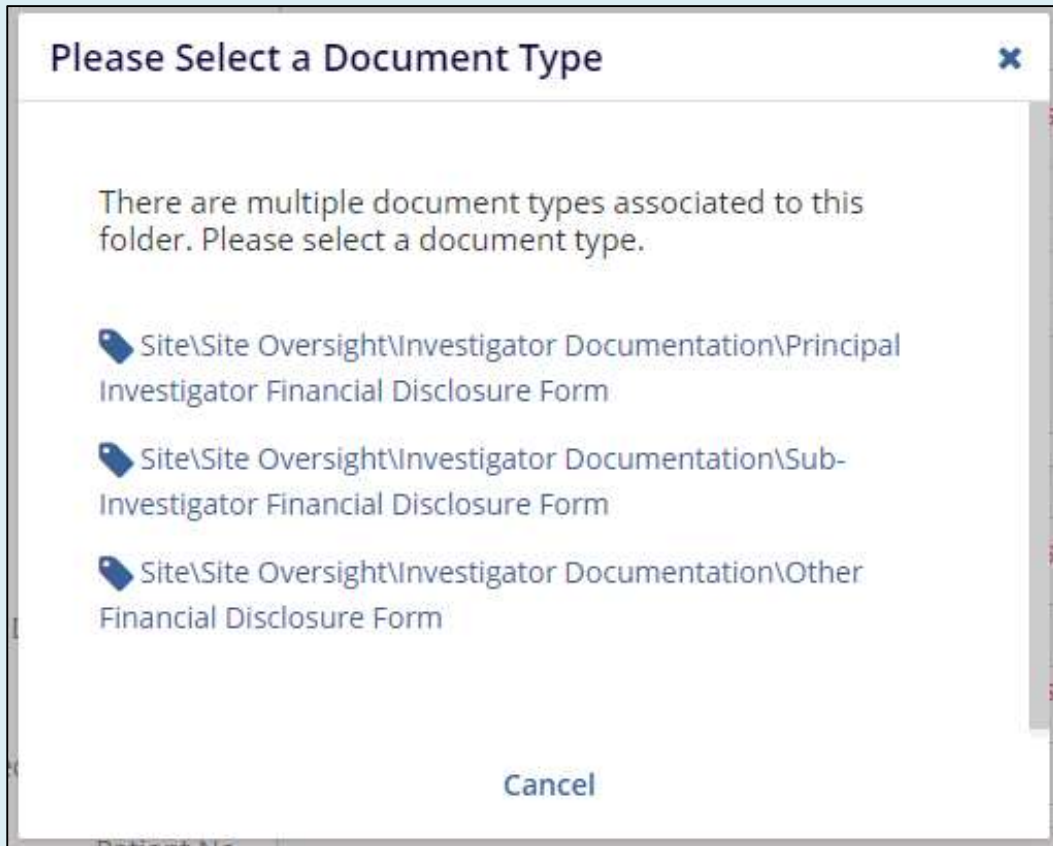 Please Select a Document Type
There are multiple document types associated to this
folder. Please select a document type.
Site\Site Oversight\Investigator Documentation\Principal
Investigator Financial Disclosure Form
Site\Site Oversight\Investigator Documentation\Sub-
Investigator Financial Disclosure Form
Site\Site Oversight\Investigator Documentation\Other
Financial Disclosure Form
Cancel